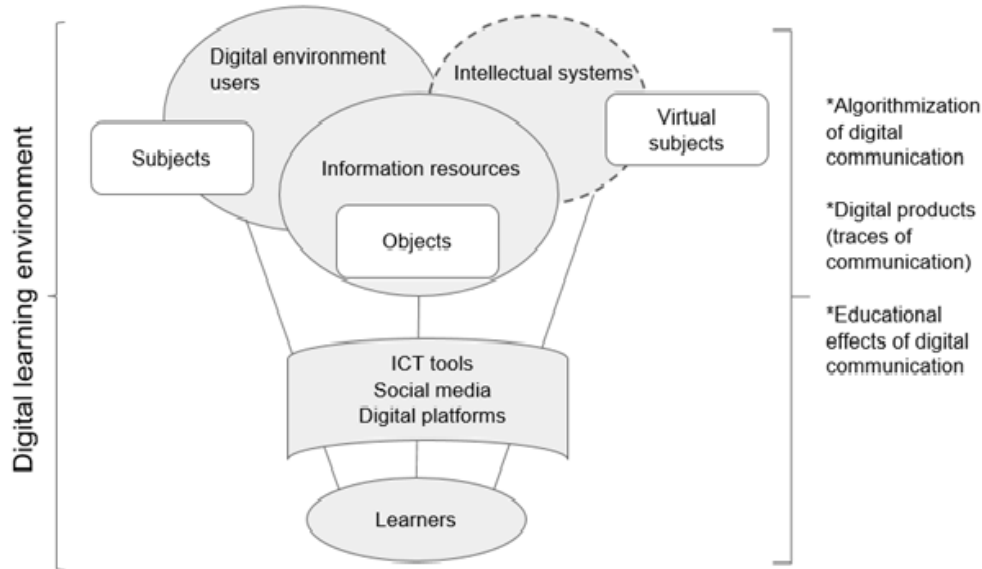 Digital learning environment
Digital environment
users
Intellectual systems
Subjects
Virtual
subjects
Information resources
Objects
ICT tools
Social media
Digital platforms
Learners
*Algorithmization
of digital
communication
*Digital products
(traces of
communication)
*Educational
effects of digital
communication